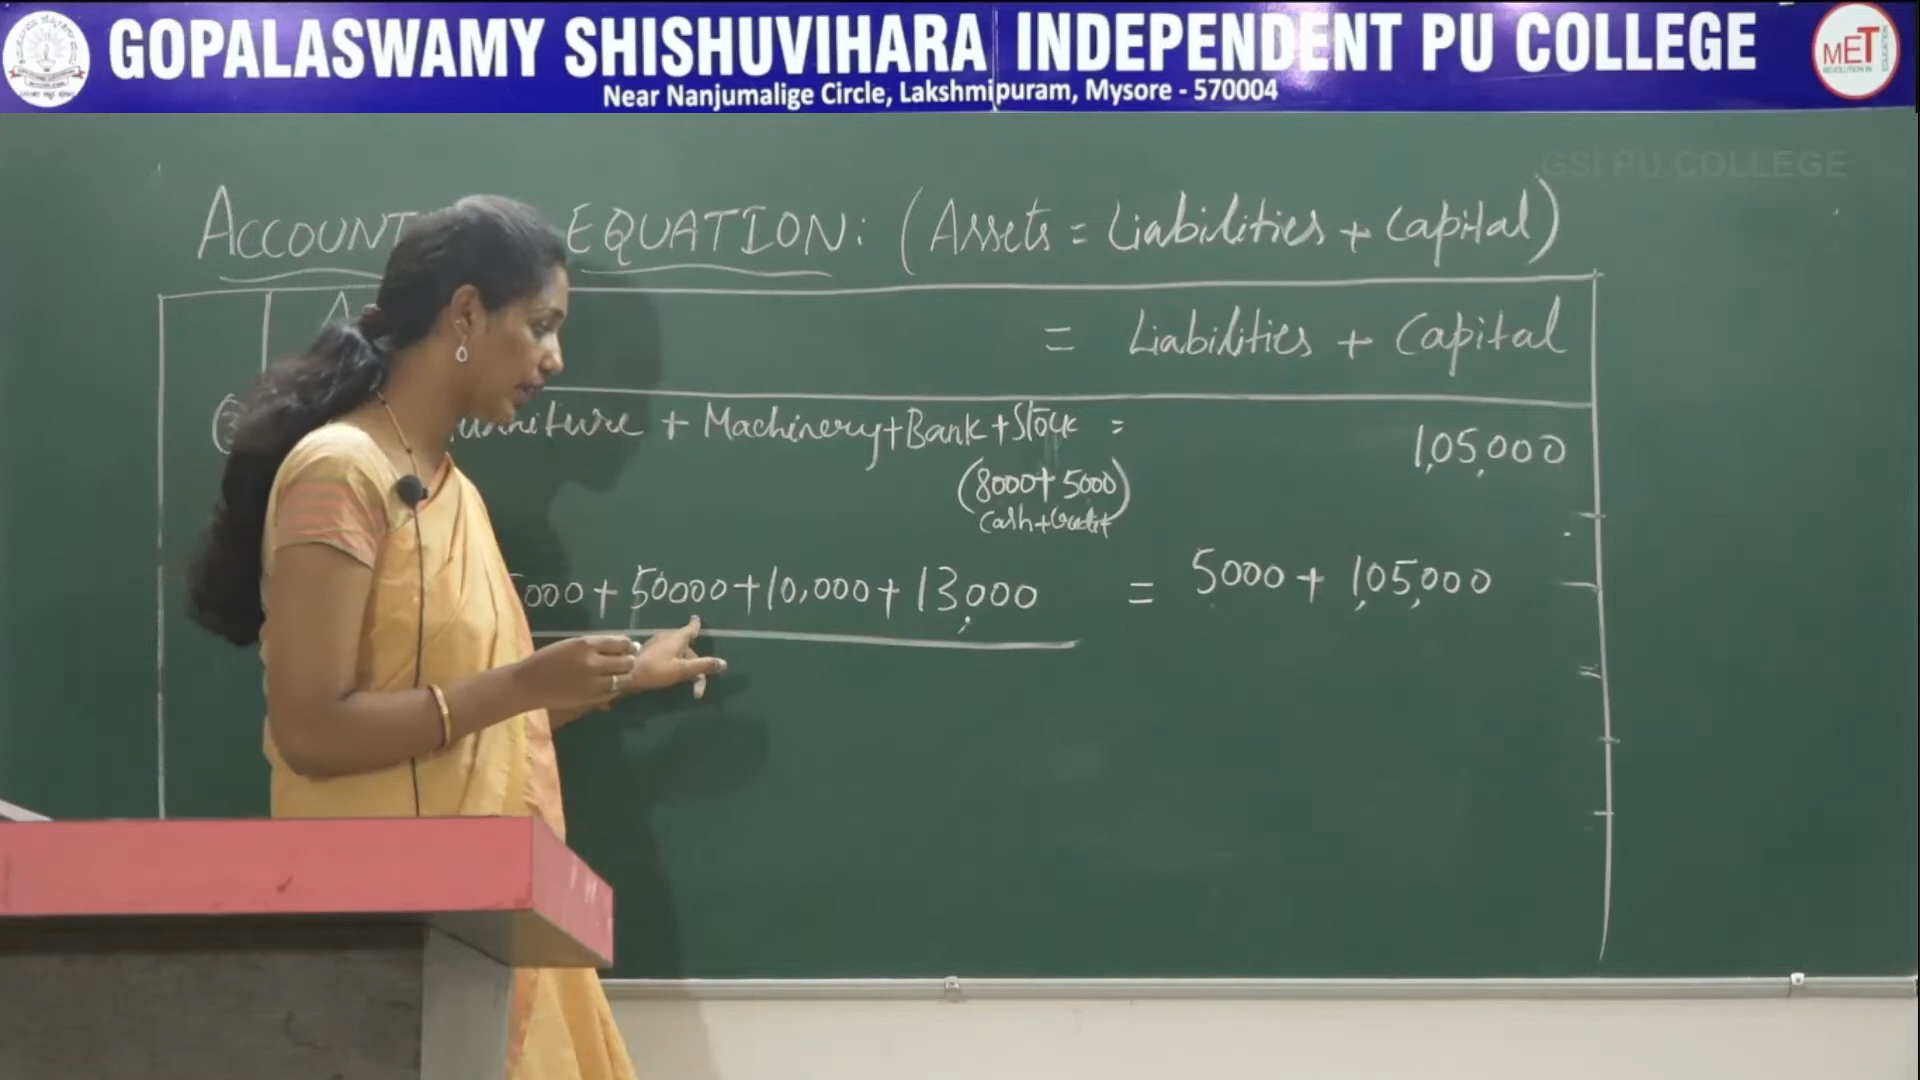 GOPALASWAMY SHISHUVIHARA INDEPENDENT PU COLLEGE
Near Nanjumalige Circle, Lakshmipuram, Mysore - 570004
MET
GSI PU COLLEGE
ACCOUNT EQUATION: (Assets = Liabilities + Capital)
= Liabilities + Capital
+ Machinery + Bank + Stock = 1,05,000
(8000 + 5000)
Cash + Credit
000 + 50000 + 10,000 + 13,000 = 5000 + 1,05,000